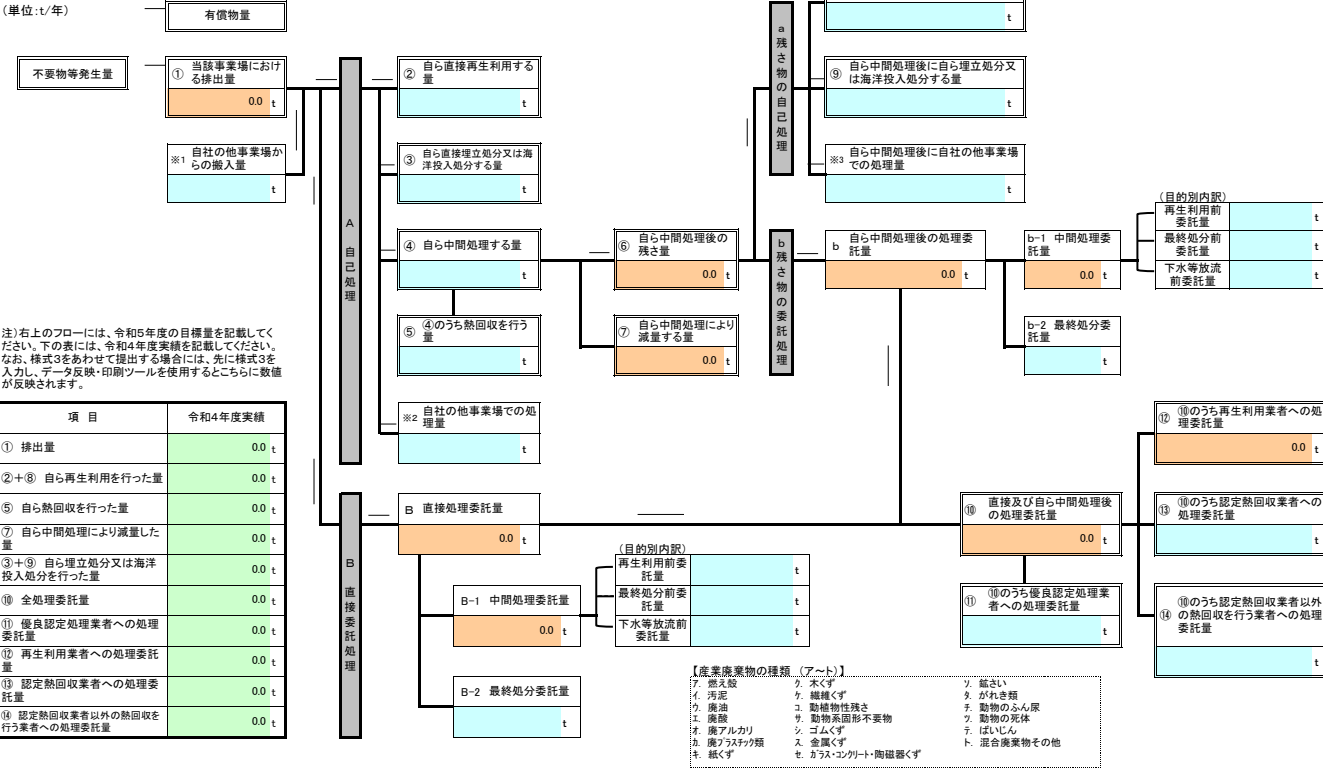 (単位:t/年)
有償物量
不要物等発生量
① 当該事業場におけ
る排出量
0.0 t
※1 自社の他事業場か
らの搬入量
t
A 自己処理
② 自ら直接再生利用する
量
t
③ 自ら直接埋立処分又は海
洋投入処分する量
t
④ 自ら中間処理する量
t
⑤ ④のうち熱回収を行う
量
t
※2 自社の他事業場での処
理量
t
⑥ 自ら中間処理後の
残さ量
0.0 t
⑦ 自ら中間処理により
減量する量
0.0 t
a 残さ物の自己処理
t
⑨ 自ら中間処理後に自ら埋立処分又
は海洋投入処分する量
t
※3 自ら中間処理後に自社の他事業場
での処理量
t
b 残さ物の委託処理
b 自ら中間処理後の処理委
託量
0.0 t
b-1 中間処理委
託量
0.0 t
(目的別内訳)
再生利用前
委託量
t
最終処分前
委託量
t
下水等放流
前委託量
t
b-2 最終処分委
託量
t
注)右上のフローには、令和5年度の目標量を記載してく
ださい。下の表には、令和4年度実績を記載してください。
なお、様式3をあわせて提出する場合には、先に様式3を
入力し、データ反映・印刷ツールを使用するとこちらに数値
が反映されます。
項 目 令和4年度実績
① 排出量 0.0 t
②+⑧ 自ら再生利用を行った量 0.0 t
⑤ 自ら熱回収を行った量 0.0 t
⑦ 自ら中間処理により減量した
量 0.0 t
③+⑨ 自ら埋立処分又は海洋
投入処分を行った量 0.0 t
⑩ 全処理委託量 0.0 t
⑪ 優良認定処理業者への処理
委託量 0.0 t
⑫ 再生利用業者への処理委託
量 0.0 t
⑬ 認定熱回収業者への処理委
託量 0.0 t
⑭ 認定熱回収業者以外の熱回収を
行う業者への処理委託量 0.0 t
B 直接委託処理
B 直接処理委託量
0.0 t
B-1 中間処理委託量
0.0 t
(目的別内訳)
再生利用前委
託量
t
最終処分前委
託量
t
下水等放流前
委託量
t
B-2 最終処分委託量
t
⑩ 直接及び自ら中間処理後
の処理委託量
0.0 t
⑪ ⑩のうち優良認定処理業
者への処理委託量
t
⑫ ⑩のうち再生利用業者への処
理委託量
0.0 t
⑬ ⑩のうち認定熱回収業者への
処理委託量
t
⑭ ⑩のうち認定熱回収業者以外
の熱回収を行う業者への処理
委託量
t
【産業廃棄物の種類 (ア~ト)】
ア. 燃え殻
イ. 汚泥
ウ. 廃油
エ. 廃酸
オ. 廃アルカリ
カ. 廃プラスチック類
キ. 紙くず
ク. 木くず
ケ. 繊維くず
コ. 動植物性残さ
サ. 動物系固形不要物
シ. ゴムくず
ス. 金属くず
セ. ガラス・コンクリート・陶磁器くず
ソ. 鉱さい
タ. がれき類
チ. 動物のふん尿
ツ. 動物の死体
テ. ばいじん
ト. 混合廃棄物その他